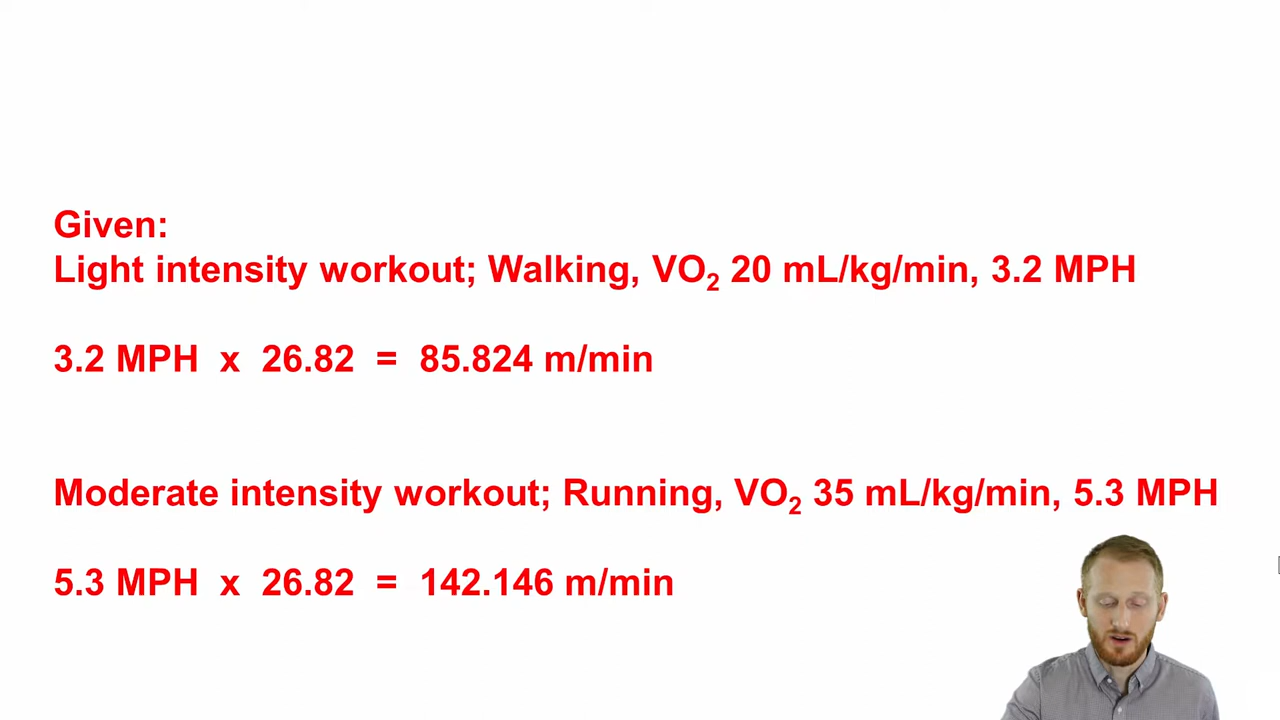 Given:
Light intensity workout; Walking, VO₂ 20 mL/kg/min, 3.2 MPH
3.2 MPH x 26.82 = 85.824 m/min
Moderate intensity workout; Running, VO₂ 35 mL/kg/min, 5.3 MPH
5.3 MPH x 26.82 = 142.146 m/min